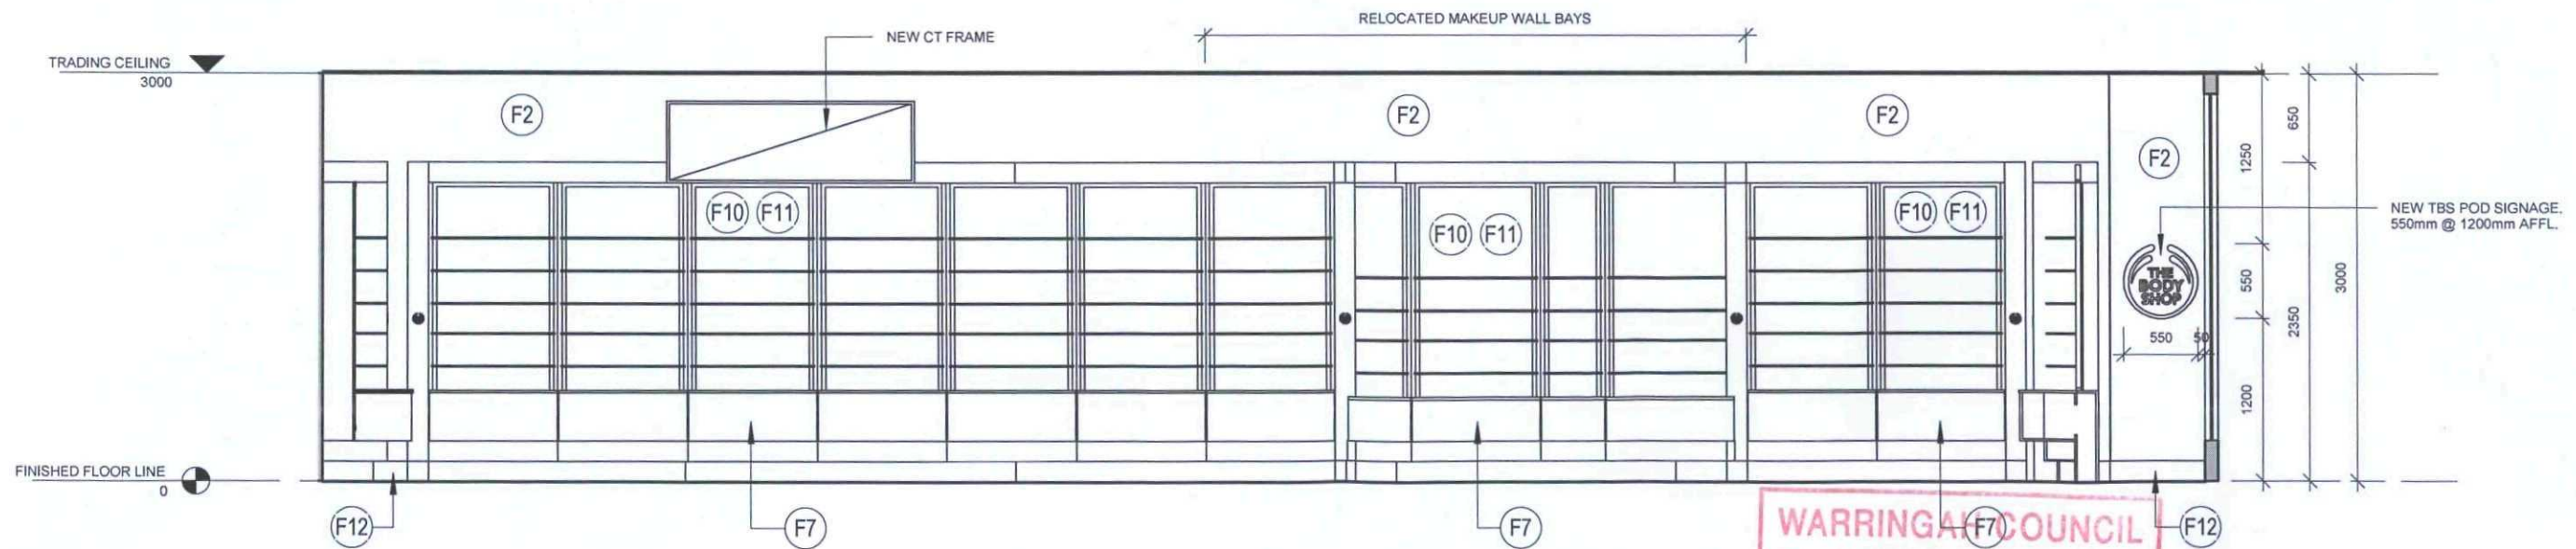 RELOCATED MAKEUP WALL BAYS
NEW CT FRAME
TRADING CEILING
3000
F2
F2
F2
F2
650
1250
F10 F11
F10 F11
F10 F11
NEW TBS POD SIGNAGE.
550mm @ 1200mm AFFL.
THE
BODY
SHOP
550
3000
2350
550 50
1200
FINISHED FLOOR LINE
0
F12
F7
F7
F7
F12
WARRINGAH COUNCIL